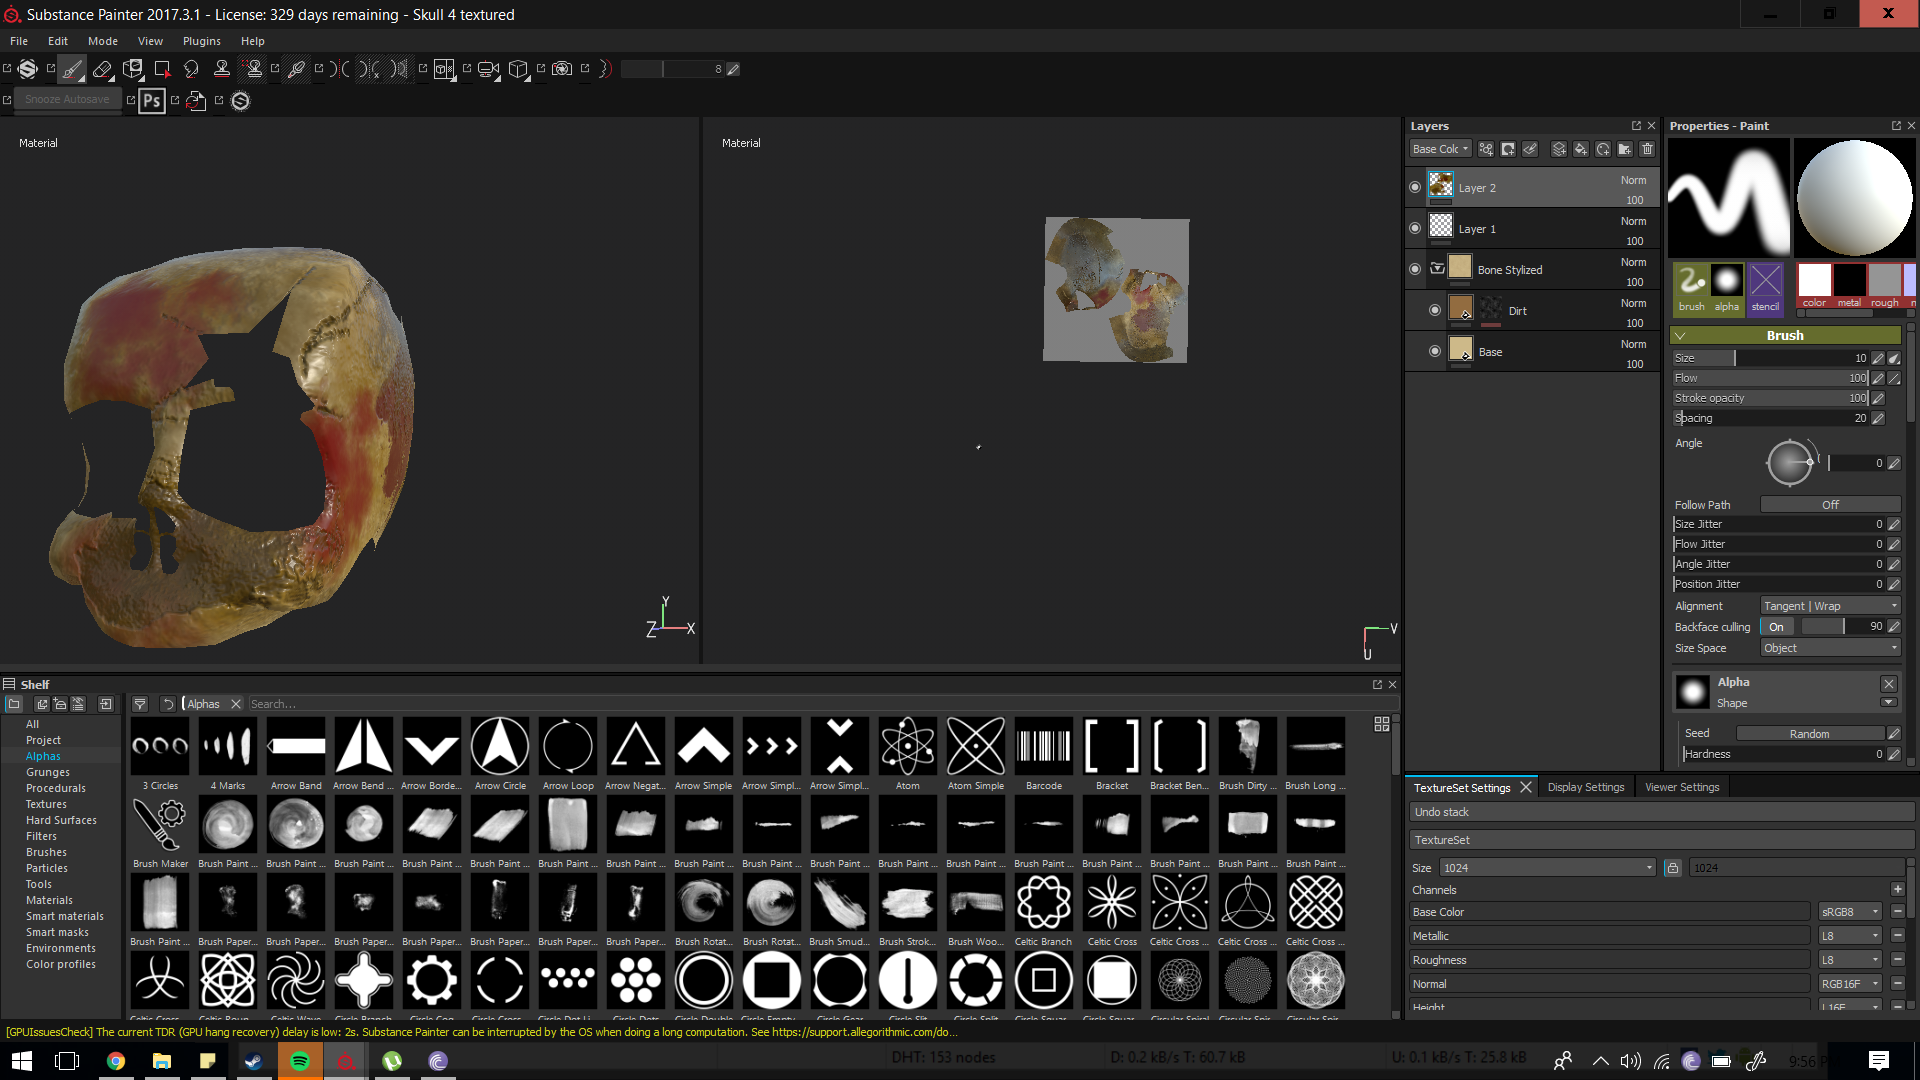 Substance Painter 2017.3.1 - License: 329 days remaining - Skull 4 textured
File Edit Mode View Plugins Help
8
Snooze Autosave Ps
Material
Material
Y
Z X
V
U
Layers
Base Colc
Layer 2 Norm 100
Layer 1 Norm 100
Bone Stylized Norm 100
Dirt Norm 100
Base Norm 100
Properties - Paint
brush alpha stencil color metal rough
Brush
Size 10
Flow 100
Stroke opacity 100
Spacing 20
Angle 0
Follow Path Off
Size Jitter 0
Flow Jitter 0
Angle Jitter 0
Position Jitter 0
Alignment Tangent | Wrap
Backface culling On 90
Size Space Object
Alpha
Shape
Seed Random
Hardness 0
Shelf
Alphas Search...
All
Project
Alphas
Grunges
Procedurals
Textures
Hard Surfaces
Filters
Brushes
Particles
Tools
Materials
Smart materials
Smart masks
Environments
Color profiles
3 Circles 4 Marks Arrow Band Arrow Bend ... Arrow Borde... Arrow Circle Arrow Loop Arrow Negat... Arrow Simple Arrow Simpl... Arrow Simpl... Atom Atom Simple Barcode Bracket Bracket Ben... Brush Dirty ... Brush Long ...
Brush Maker Brush Paint ... Brush Paint ... Brush Paint ... Brush Paint ... Brush Paint ... Brush Paint ... Brush Paint ... Brush Paint ... Brush Paint ... Brush Paint ... Brush Paint ... Brush Paint ... Brush Paint ... Brush Paint ... Brush Paint ... Brush Paint ... Brush Paint ...
Brush Paint ... Brush Paper... Brush Paper... Brush Paper... Brush Paper... Brush Paper... Brush Paper... Brush Paper... Brush Rotat... Brush Rotat... Brush Smud... Brush Strok... Brush Woo... Celtic Branch Celtic Cross Celtic Cross ... Celtic Cross ... Celtic Cross ...
TextureSet Settings Display Settings Viewer Settings
Undo stack
TextureSet
Size 1024 1024
Channels
Base Color sRGB8
Metallic L8
Roughness L8
Normal RGB16F
Height L16F
[GPUIssuesCheck] The current TDR (GPU hang recovery) delay is low: 2s. Substance Painter can be interrupted by the OS when doing a long computation. See https://support.allegorithmic.com/do...
DHT: 153 nodes D: 0.2 kB/s T: 60.7 kB U: 0.1 kB/s T: 25.8 kB 9:56